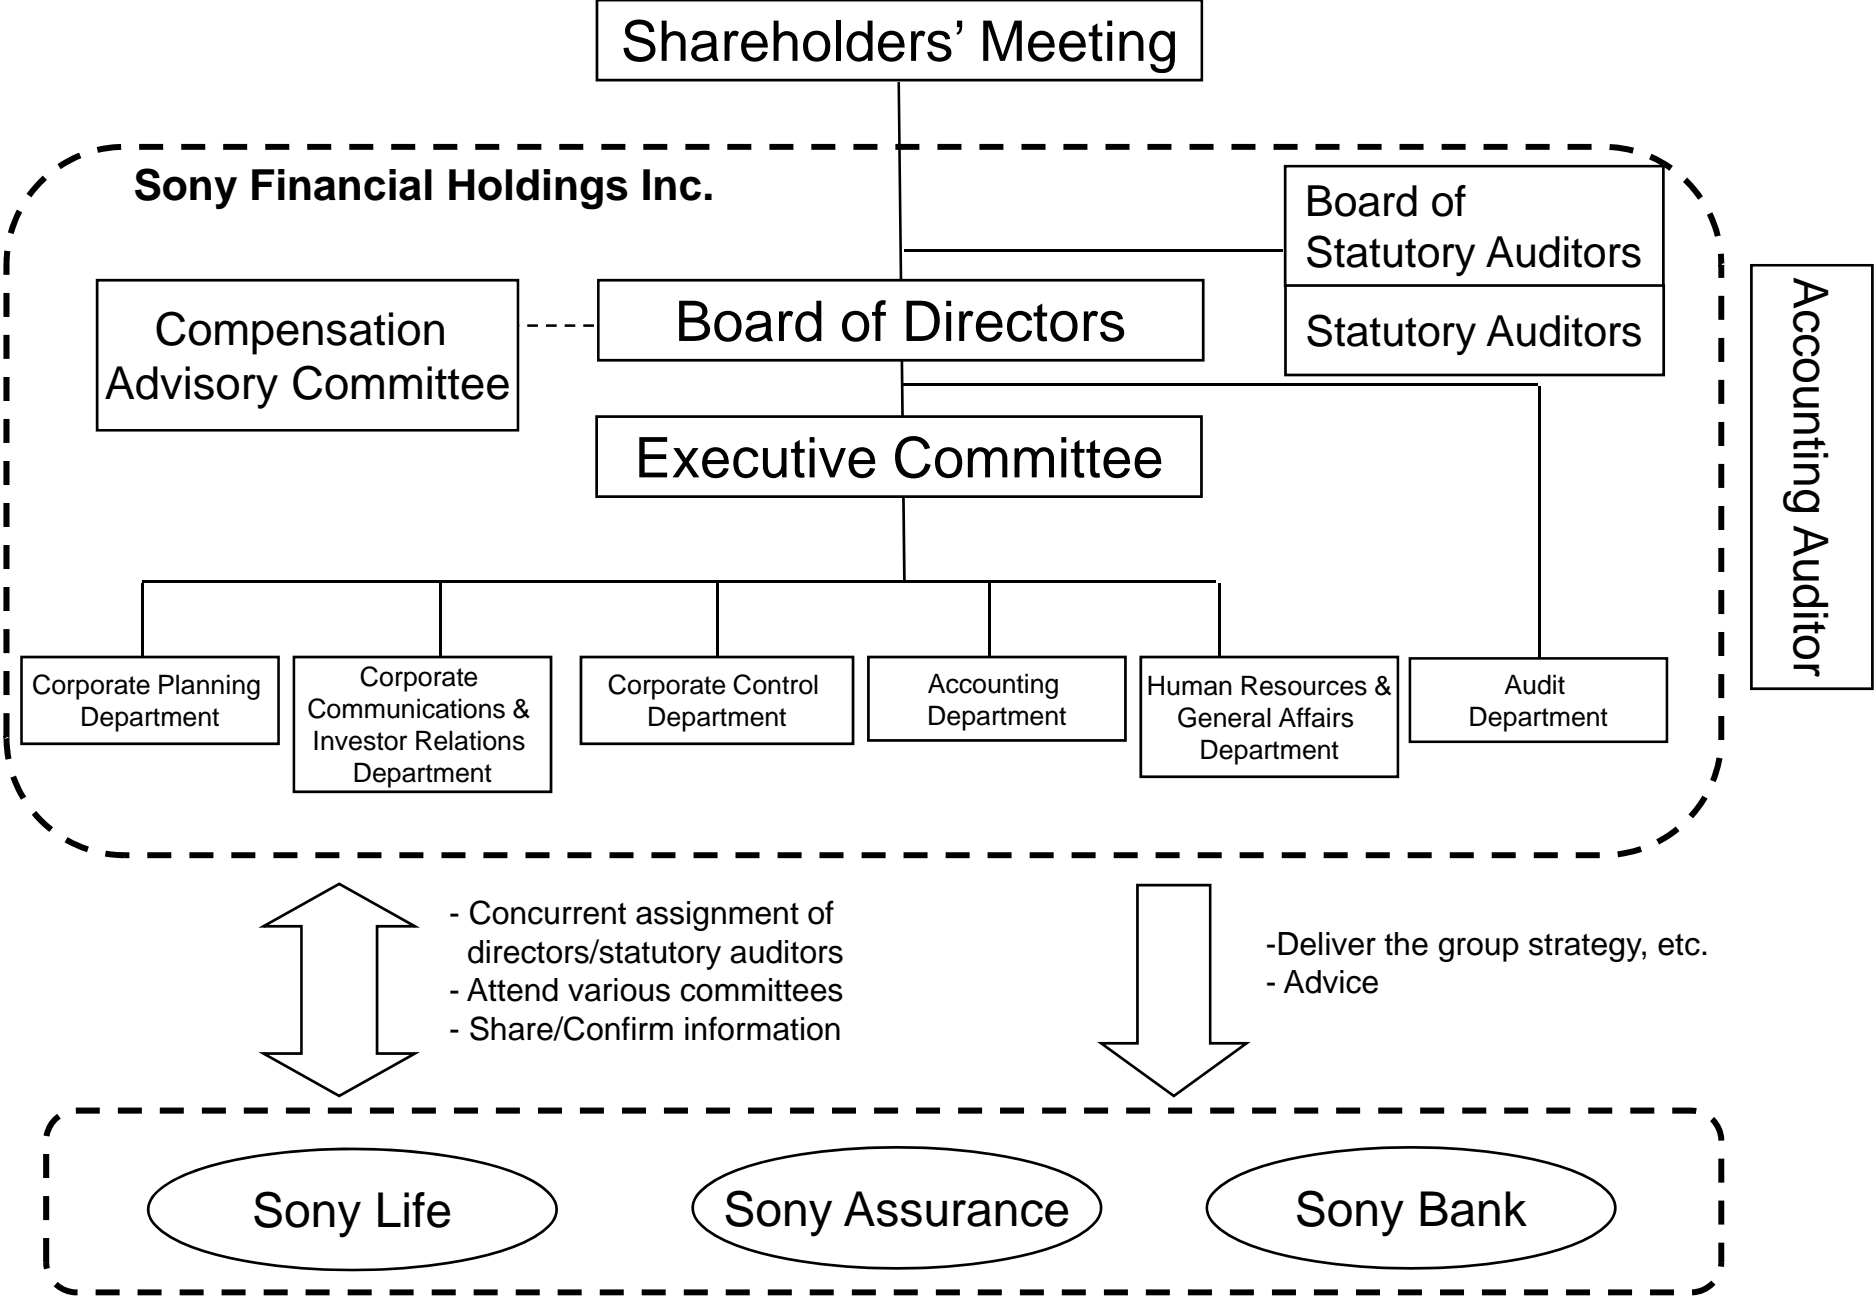 Shareholders’ Meeting
Sony Financial Holdings Inc.
Board of
Statutory Auditors
Statutory Auditors
Accounting Auditor
Compensation
Advisory Committee
Board of Directors
Executive Committee
Corporate Planning
Department
Corporate
Communications &
Investor Relations
Department
Corporate Control
Department
Accounting
Department
Human Resources &
General Affairs
Department
Audit
Department
- Concurrent assignment of
directors/statutory auditors
- Attend various committees
- Share/Confirm information
-Deliver the group strategy, etc.
- Advice
Sony Life
Sony Assurance
Sony Bank